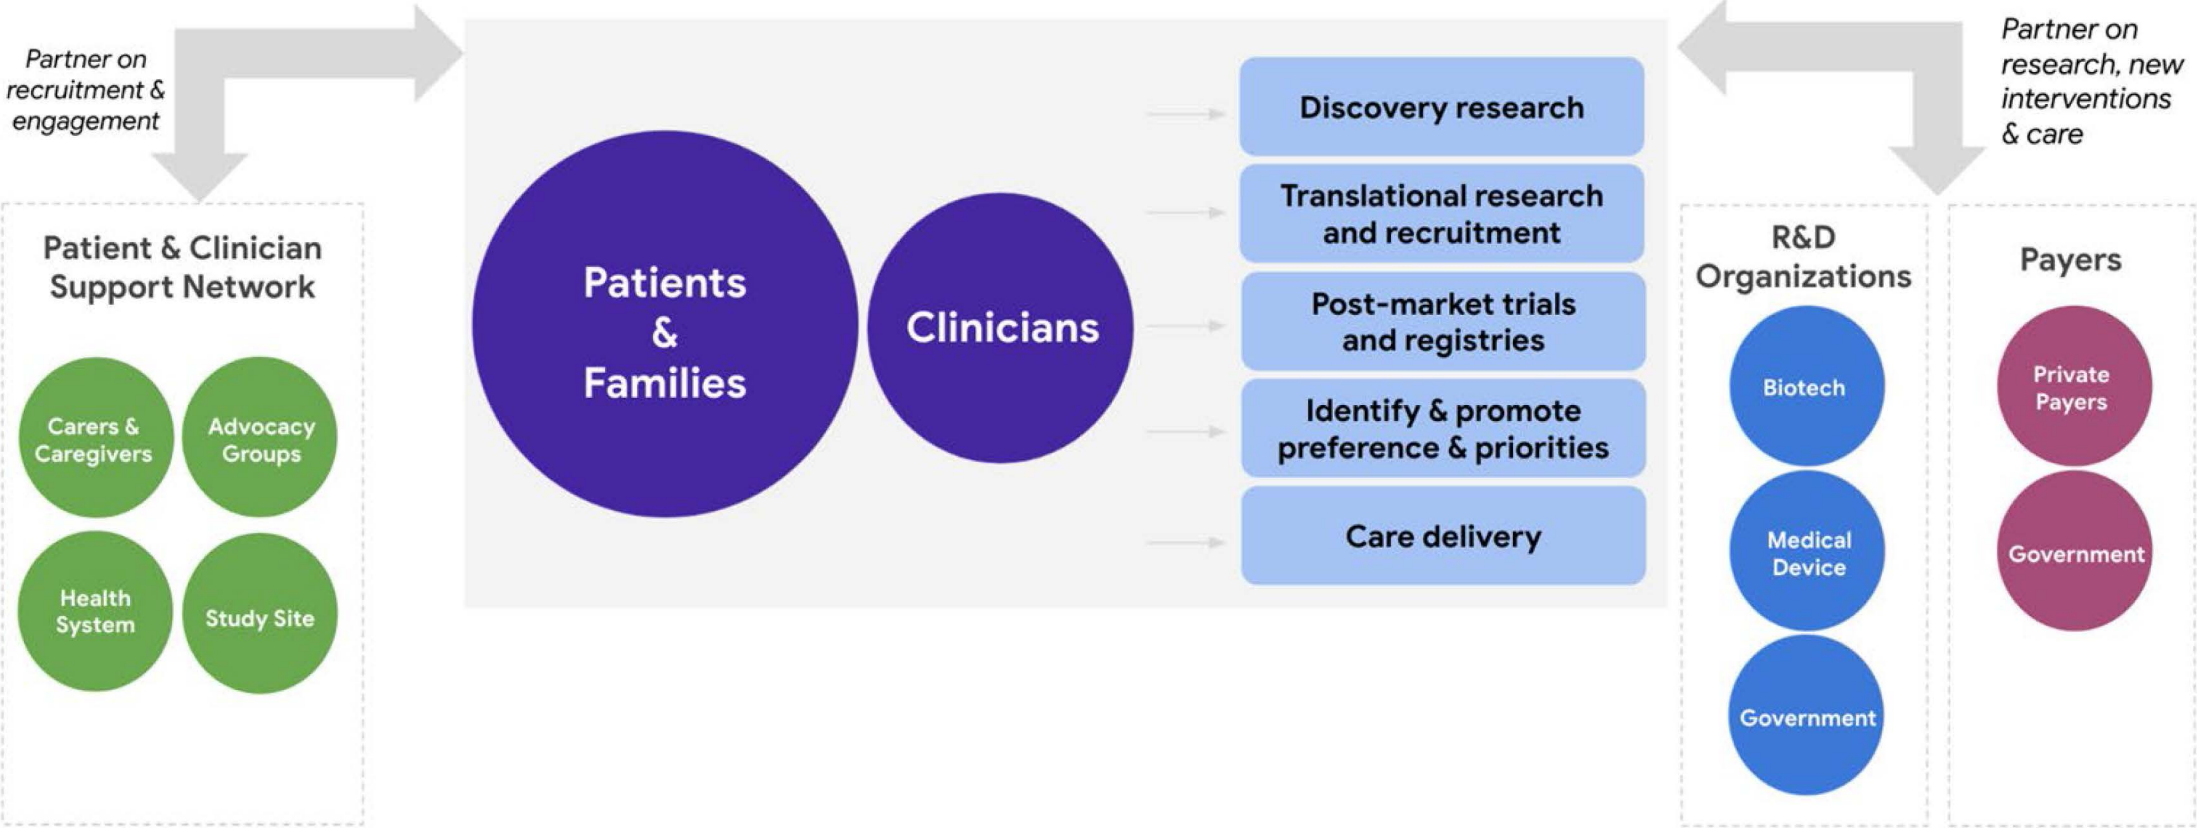 Partner on
recruitment &
engagement
Patient & Clinician
Support Network
Carers &
Caregivers
Advocacy
Groups
Health
System
Study Site
Patients
&
Families
Clinicians
Discovery research
Translational research
and recruitment
Post-market trials
and registries
Identify & promote
preference & priorities
Care delivery
Partner on
research, new
interventions
& care
R&D
Organizations
Biotech
Medical
Device
Government
Payers
Private
Payers
Government